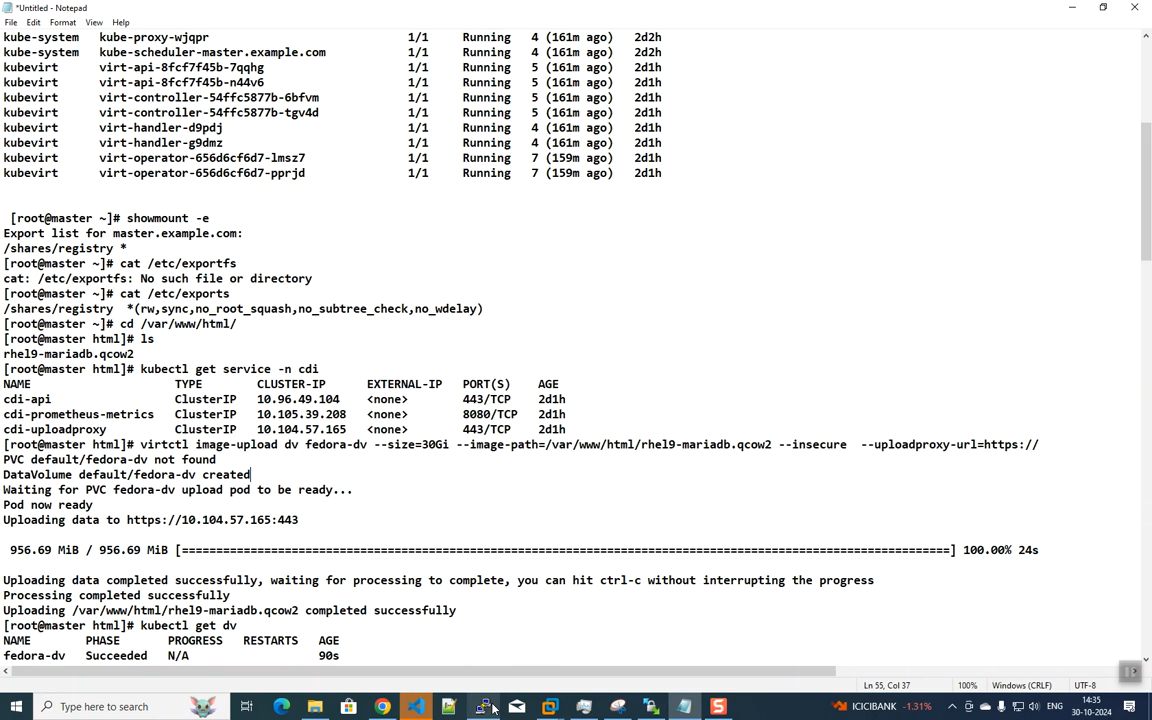 *Untitled - Notepad
File Edit Format View Help
kube-system kube-proxy-wjqpr 1/1 Running 4 (161m ago) 2d2h
kube-system kube-scheduler-master.example.com 1/1 Running 4 (161m ago) 2d2h
kubevirt virt-api-8fcf7f45b-7qqhg 1/1 Running 5 (161m ago) 2d1h
kubevirt virt-api-8fcf7f45b-n44v6 1/1 Running 5 (161m ago) 2d1h
kubevirt virt-controller-54ffc5877b-6bfvm 1/1 Running 5 (161m ago) 2d1h
kubevirt virt-controller-54ffc5877b-tgv4d 1/1 Running 5 (161m ago) 2d1h
kubevirt virt-handler-d9pdj 1/1 Running 4 (161m ago) 2d1h
kubevirt virt-handler-g9dmz 1/1 Running 4 (161m ago) 2d1h
kubevirt virt-operator-656d6cf6d7-lmsz7 1/1 Running 7 (159m ago) 2d1h
kubevirt virt-operator-656d6cf6d7-pprjd 1/1 Running 7 (159m ago) 2d1h
[root@master ~]# showmount -e
Export list for master.example.com:
/shares/registry *
[root@master ~]# cat /etc/exportfs
cat: /etc/exportfs: No such file or directory
[root@master ~]# cat /etc/exports
/shares/registry *(rw,sync,no_root_squash,no_subtree_check,no_wdelay)
[root@master ~]# cd /var/www/html/
[root@master html]# ls
rhel9-mariadb.qcow2
[root@master html]# kubectl get service -n cdi
NAME TYPE CLUSTER-IP EXTERNAL-IP PORT(S) AGE
cdi-api ClusterIP 10.96.49.104 <none> 443/TCP 2d1h
cdi-prometheus-metrics ClusterIP 10.105.39.208 <none> 8080/TCP 2d1h
cdi-uploadproxy ClusterIP 10.104.57.165 <none> 443/TCP 2d1h
[root@master html]# virtctl image-upload dv fedora-dv --size=30Gi --image-path=/var/www/html/rhel9-mariadb.qcow2 --insecure --uploadproxy-url=https://
PVC default/fedora-dv not found
DataVolume default/fedora-dv created
Waiting for PVC fedora-dv upload pod to be ready...
Pod now ready
Uploading data to https://10.104.57.165:443
956.69 MiB / 956.69 MiB [================================================================================================================] 100.00% 24s
Uploading data completed successfully, waiting for processing to complete, you can hit ctrl-c without interrupting the progress
Processing completed successfully
Uploading /var/www/html/rhel9-mariadb.qcow2 completed successfully
[root@master html]# kubectl get dv
NAME PHASE PROGRESS RESTARTS AGE
fedora-dv Succeeded N/A 90s
Ln 55, Col 37 100% Windows (CRLF) UTF-8
Type here to search
ICICIBANK -1.31% ENG
14:35
30-10-2024